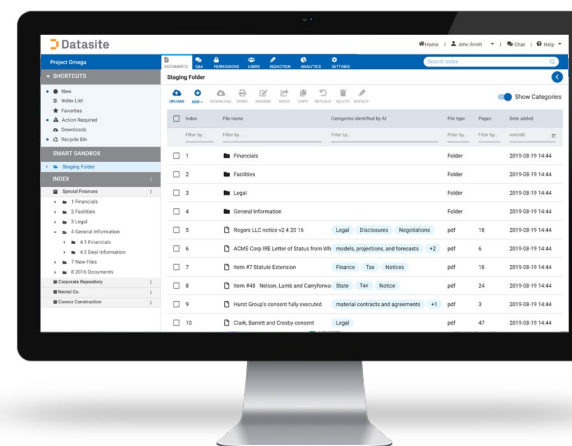 Datasite
Home | John Smith | Chat | Help
Project Omega
DOCUMENTS Q&A PERMISSIONS USERS REDACTION ANALYTICS SETTINGS
Search index
SHORTCUTS
Staging Folder
New
Index List
Favorites
Action Required
Downloads
Recycle Bin
UPLOAD ADD DOWNLOAD PRINT RENAME MOVE COPY REPLACE DELETE REDACT
Show Categories
Index File name Categories identified by AI File type Pages Date added
Filter by... Filter by... Filter by... Filter by... Filter by... mm/dd
SMART SANDBOX
Staging Folder
INDEX
Special Finances
1 Financials
2 Facilities
3 Legal
4 General Information
4.1 Financials
4.2 Deal Information
7 New Files
8 2016 Documents
Corporate Repository
Nextal Co.
Connor Construction
1 Financials Folder 2019-08-19 14:44
2 Facilities Folder 2019-08-19 14:44
3 Legal Folder 2019-08-19 14:44
4 General Information Folder 2019-08-19 14:44
5 Rogers LLC notice v2 4 20 16 Legal Disclosures Negotiations pdf 18 2019-08-19 14:44
6 ACME Corp IRE Letter of Status from Wh models, projections, and forecasts +2 pdf 6 2019-08-19 14:44
7 Item #7 Statute Extension Finance Tax Notices pdf 18 2019-08-19 14:44
8 Item #48 Nelson, Lamb and Carryforwa State Tax Notice pdf 24 2019-08-19 14:44
9 Hurst Group's consent fully executed material contracts and agreements +1 pdf 3 2019-08-19 14:44
10 Clark, Barrett and Crosby consent Legal pdf 47 2019-08-19 14:44